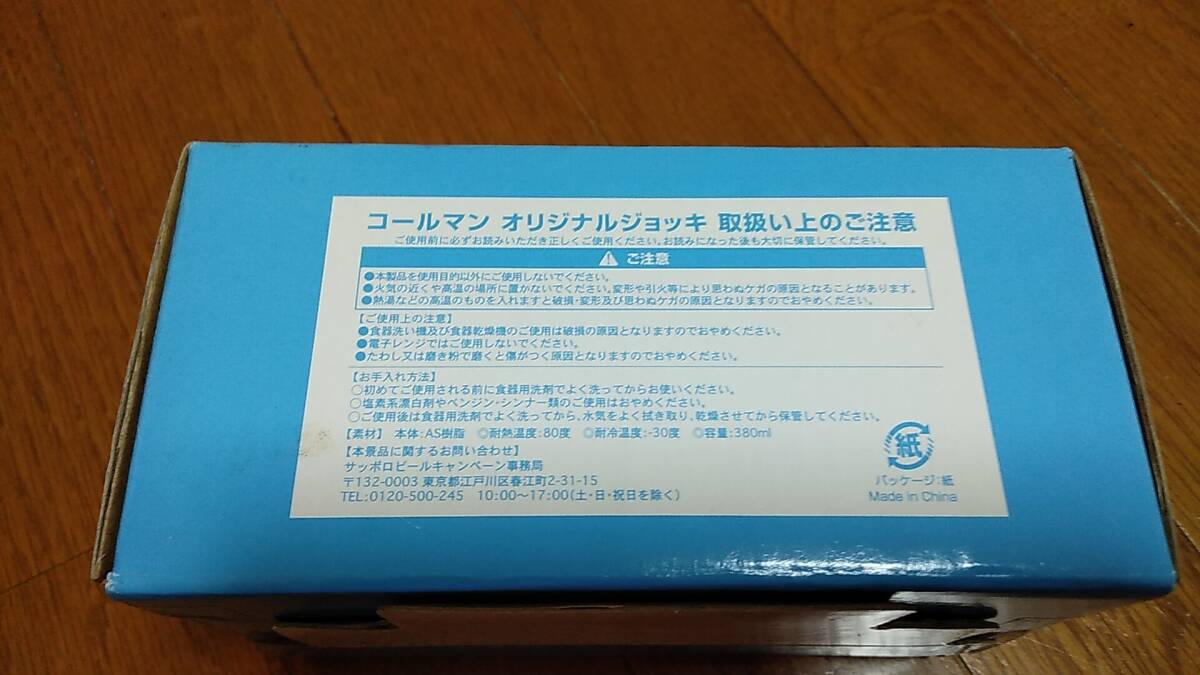 コールマン オリジナルジョッキ 取扱い上のご注意
ご使用前に必ずお読みいただき正しくご使用ください。お読みになった後も大切に保管してください。
ご注意
●本製品を使用目的以外にご使用しないでください。
●火気の近くや高温の場所に置かないでください。変形や引火等により思わぬケガの原因となることがあります。
●熱湯などの高温のものを入れますと破損・変形及び思わぬケガの原因となりますのでおやめください。
【ご使用上の注意】
●食器洗い機及び食器乾燥機のご使用は破損の原因となりますのでおやめください。
●電子レンジではご使用しないでください。
●たわし又は磨き粉で磨くと傷がつく原因となりますのでおやめください。
【お手入れ方法】
○初めてご使用される前に食器用洗剤でよく洗ってからお使いください。
○塩素系漂白剤やベンジン・シンナー類のご使用はおやめください。
○ご使用後は食器用洗剤でよく洗ってから、水気をよく拭き取り、乾燥させてから保管してください。
【素材】 本体:AS樹脂 ◎耐熱温度:80度 ◎耐冷温度:-30度 ◎容量:380ml
【本景品に関するお問い合わせ】
サッポロビールキャンペーン事務局
〒132-0003 東京都江戸川区春江町2-31-15
TEL:0120-500-245 10:00〜17:00(土・日・祝日を除く)
紙
パッケージ:紙
Made in China